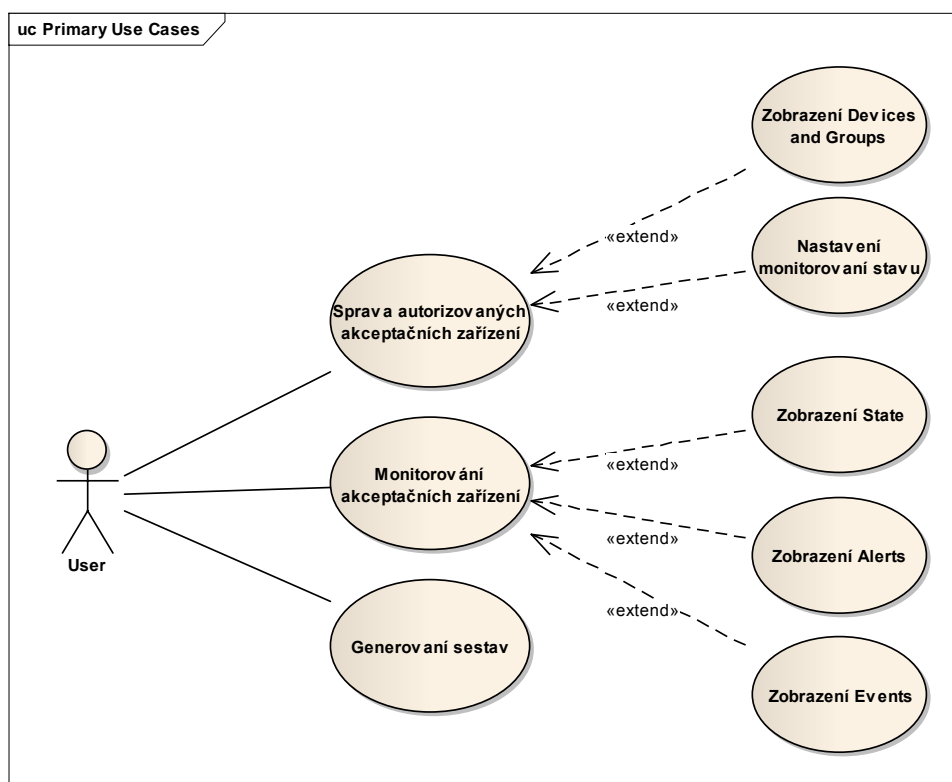 uc Primary Use Cases
Zobrazení Devices
and Groups
«extend»
Nastavení
monitorovaní stavu
«extend»
Sprava autorizovaných
akceptačních zařízení
Zobrazení State
«extend»
Monitorování
akceptačních zařízení
«extend»
Zobrazení Alerts
User
«extend»
Generovaní sestav
Zobrazení Events